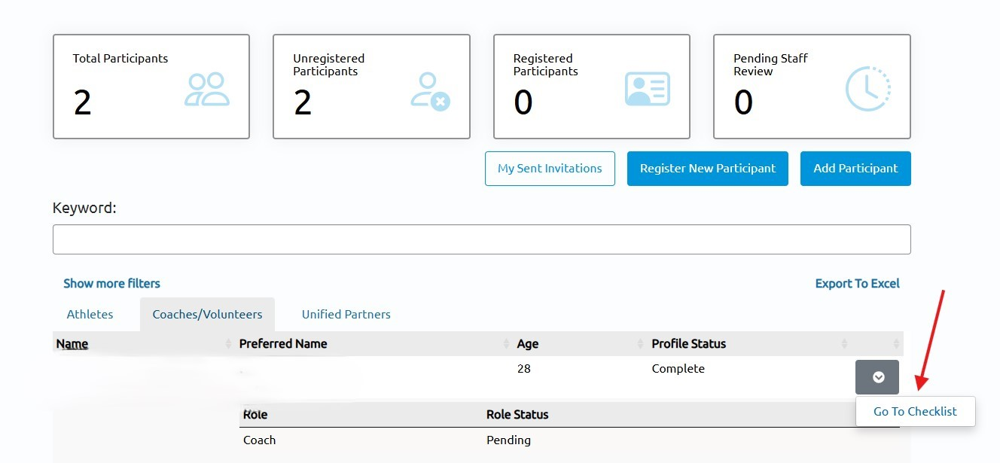 Total Participants
2
Unregistered
Participants
2
Registered
Participants
0
Pending Staff
Review
0
My Sent Invitations
Register New Participant
Add Participant
Keyword:
Show more filters
Export To Excel
Athletes
Coaches/Volunteers
Unified Partners
Name
Preferred Name
Age
Profile Status
28
Complete
Go To Checklist
Role
Role Status
Coach
Pending